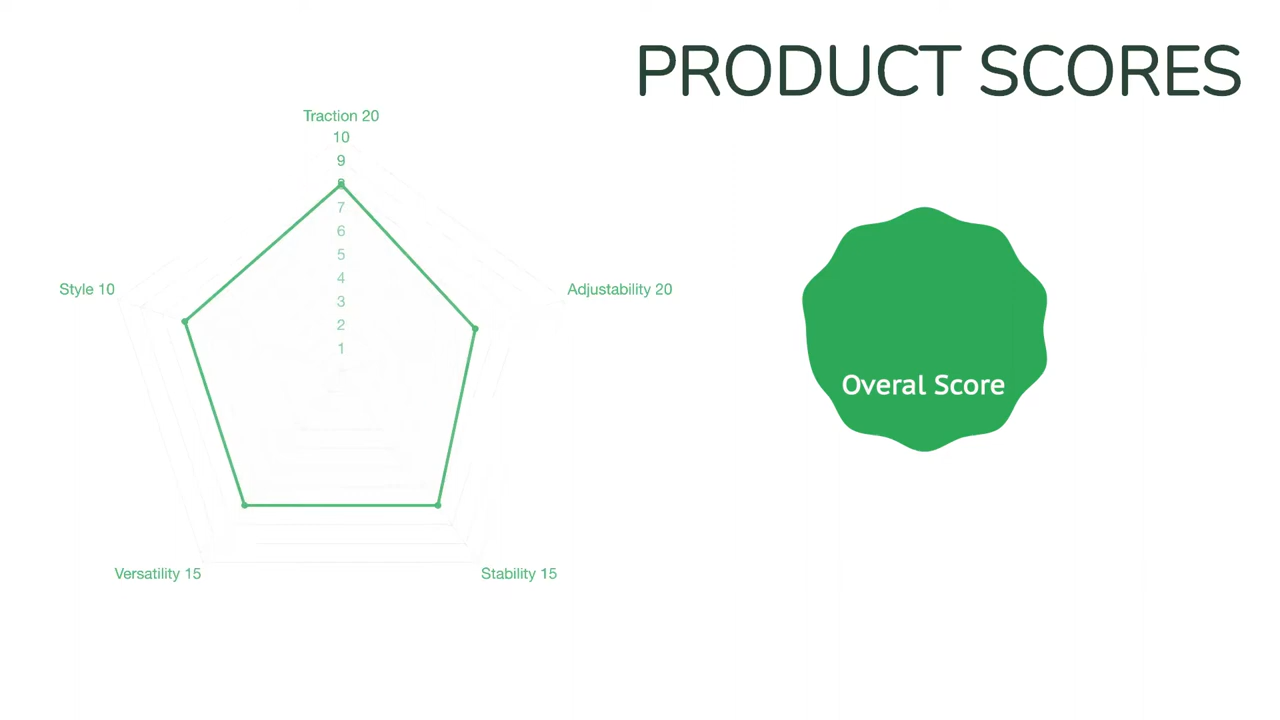 PRODUCT SCORES
Traction 20
10
9
8
7
6
5
4
3
2
1
Style 10
Adjustability 20
Versatility 15
Stability 15
Overal Score